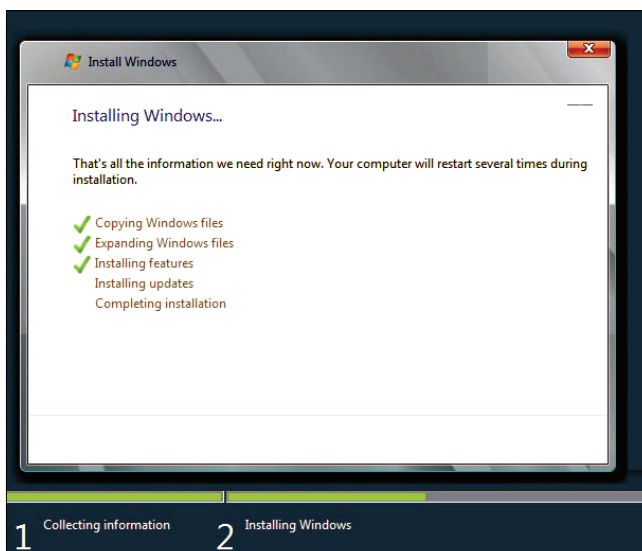 Install Windows
X
Installing Windows...
That's all the information we need right now. Your computer will restart several times during
installation.
Copying Windows files
Expanding Windows files
Installing features
Installing updates
Completing installation
1 Collecting information
2 Installing Windows